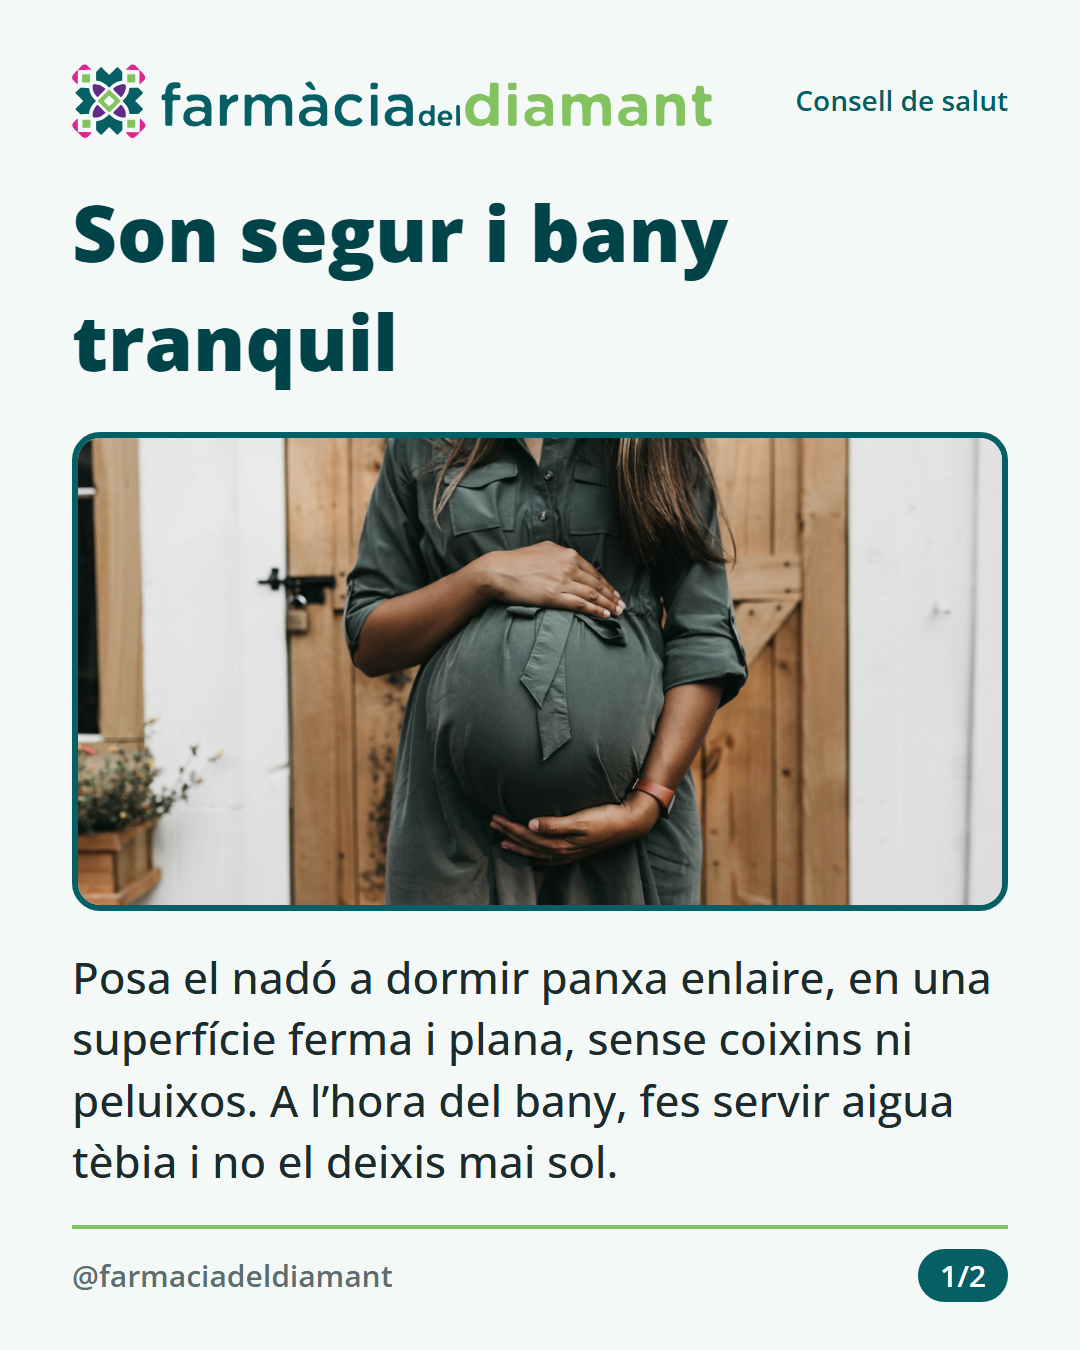 farmàciadeldiamant
Consell de salut
Son segur i bany
tranquil
Posa el nadó a dormir panxa enlaire, en una
superfície ferma i plana, sense coixins ni
peluixos. A l’hora del bany, fes servir aigua
tèbia i no el deixis mai sol.
@farmaciadeldiamant
1/2